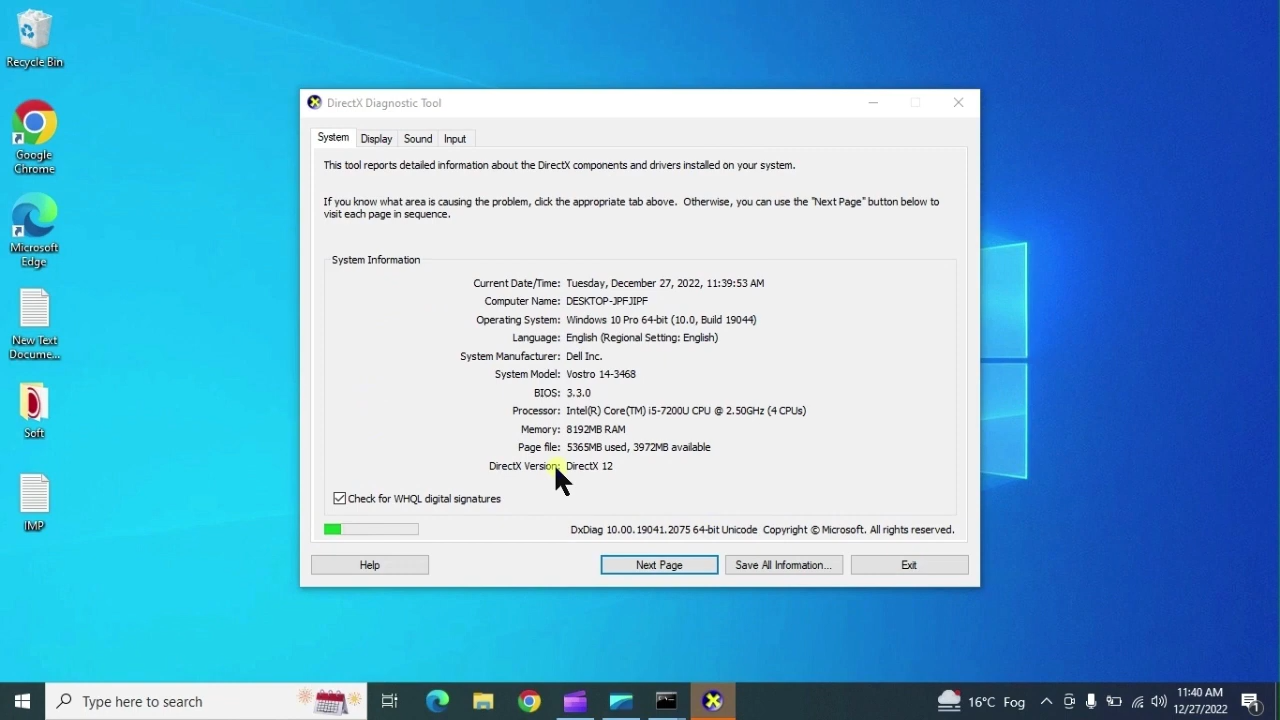 Recycle Bin
Google
Chrome
Microsoft
Edge
New Text
Docume...
Soft
IMP
DirectX Diagnostic Tool
System Display Sound Input
This tool reports detailed information about the DirectX components and drivers installed on your system.
If you know what area is causing the problem, click the appropriate tab above. Otherwise, you can use the "Next Page" button below to
visit each page in sequence.
System Information
Current Date/Time: Tuesday, December 27, 2022, 11:39:53 AM
Computer Name: DESKTOP-JPFJIPF
Operating System: Windows 10 Pro 64-bit (10.0, Build 19044)
Language: English (Regional Setting: English)
System Manufacturer: Dell Inc.
System Model: Vostro 14-3468
BIOS: 3.3.0
Processor: Intel(R) Core(TM) i5-7200U CPU @ 2.50GHz (4 CPUs)
Memory: 8192MB RAM
Page file: 5365MB used, 3972MB available
DirectX Version: DirectX 12
Check for WHQL digital signatures
DxDiag 10.00.19041.2075 64-bit Unicode Copyright © Microsoft. All rights reserved.
Help Next Page Save All Information... Exit
Type here to search
16°C Fog
11:40 AM
12/27/2022
1